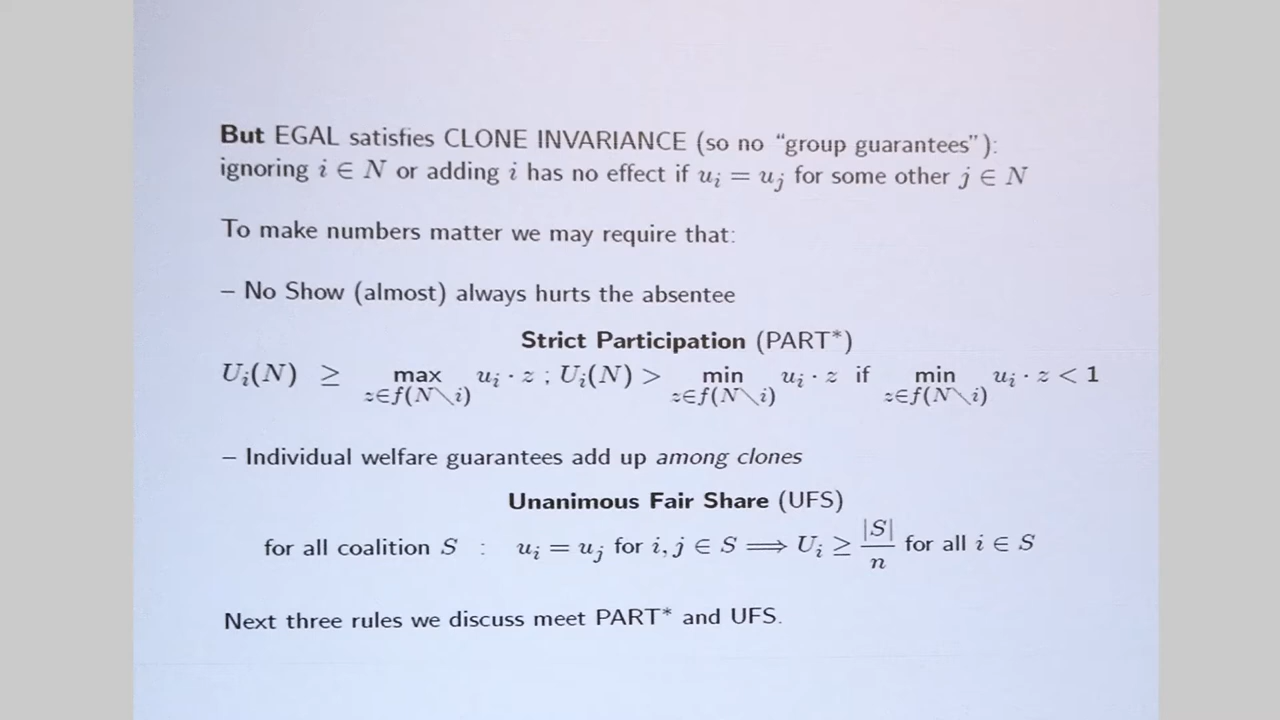 But EGAL satisfies CLONE INVARIANCE (so no “group guarantees”):
ignoring i ∈ N or adding i has no effect if u_i = u_j for some other j ∈ N
To make numbers matter we may require that:
– No Show (almost) always hurts the absentee
Strict Participation (PART*)
U_i(N) ≥ max_{z∈f(N∖i)} u_i · z ; U_i(N) > min_{z∈f(N∖i)} u_i · z if min_{z∈f(N∖i)} u_i · z < 1
– Individual welfare guarantees add up among clones
Unanimous Fair Share (UFS)
for all coalition S : u_i = u_j for i, j ∈ S ⟹ U_i ≥ |S|/n for all i ∈ S
Next three rules we discuss meet PART* and UFS.